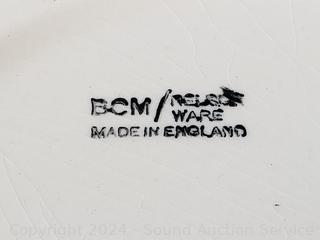 BCM/NELSON
WARE
MADE IN ENGLAND
Copyright 2024 - Sound Auction Service